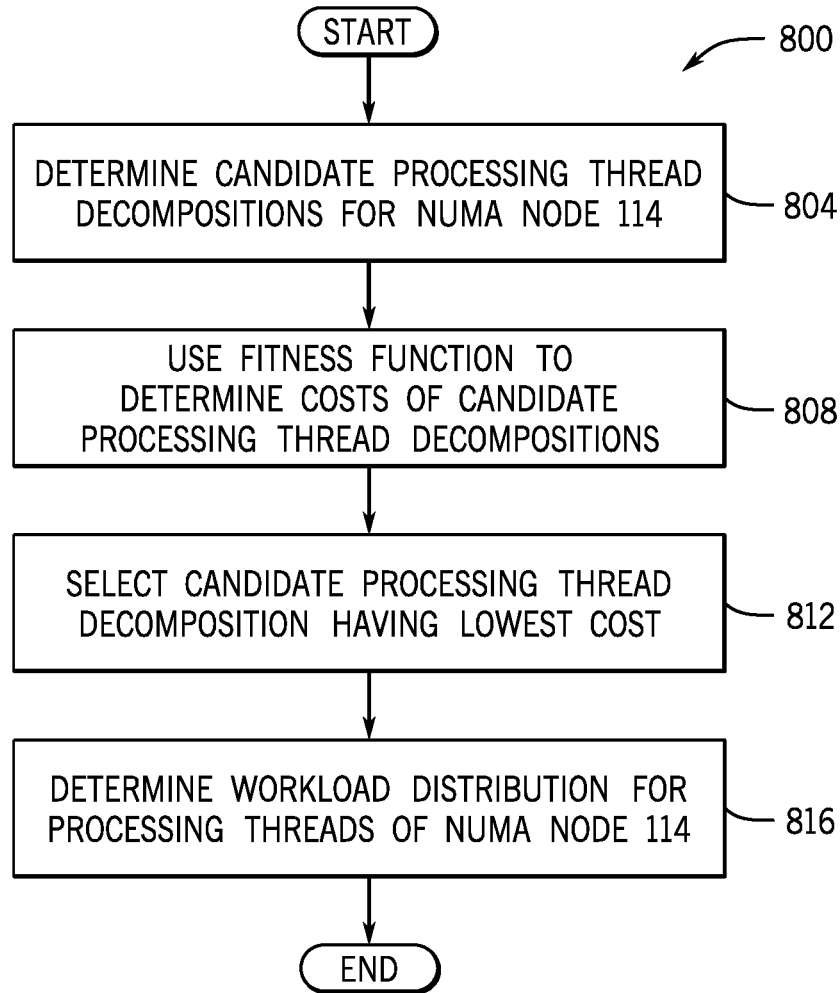 START
800
DETERMINE CANDIDATE PROCESSING THREAD
DECOMPOSITIONS FOR NUMA NODE 114
804
USE FITNESS FUNCTION TO
DETERMINE COSTS OF CANDIDATE
PROCESSING THREAD DECOMPOSITIONS
808
SELECT CANDIDATE PROCESSING THREAD
DECOMPOSITION HAVING LOWEST COST
812
DETERMINE WORKLOAD DISTRIBUTION FOR
PROCESSING THREADS OF NUMA NODE 114
816
END